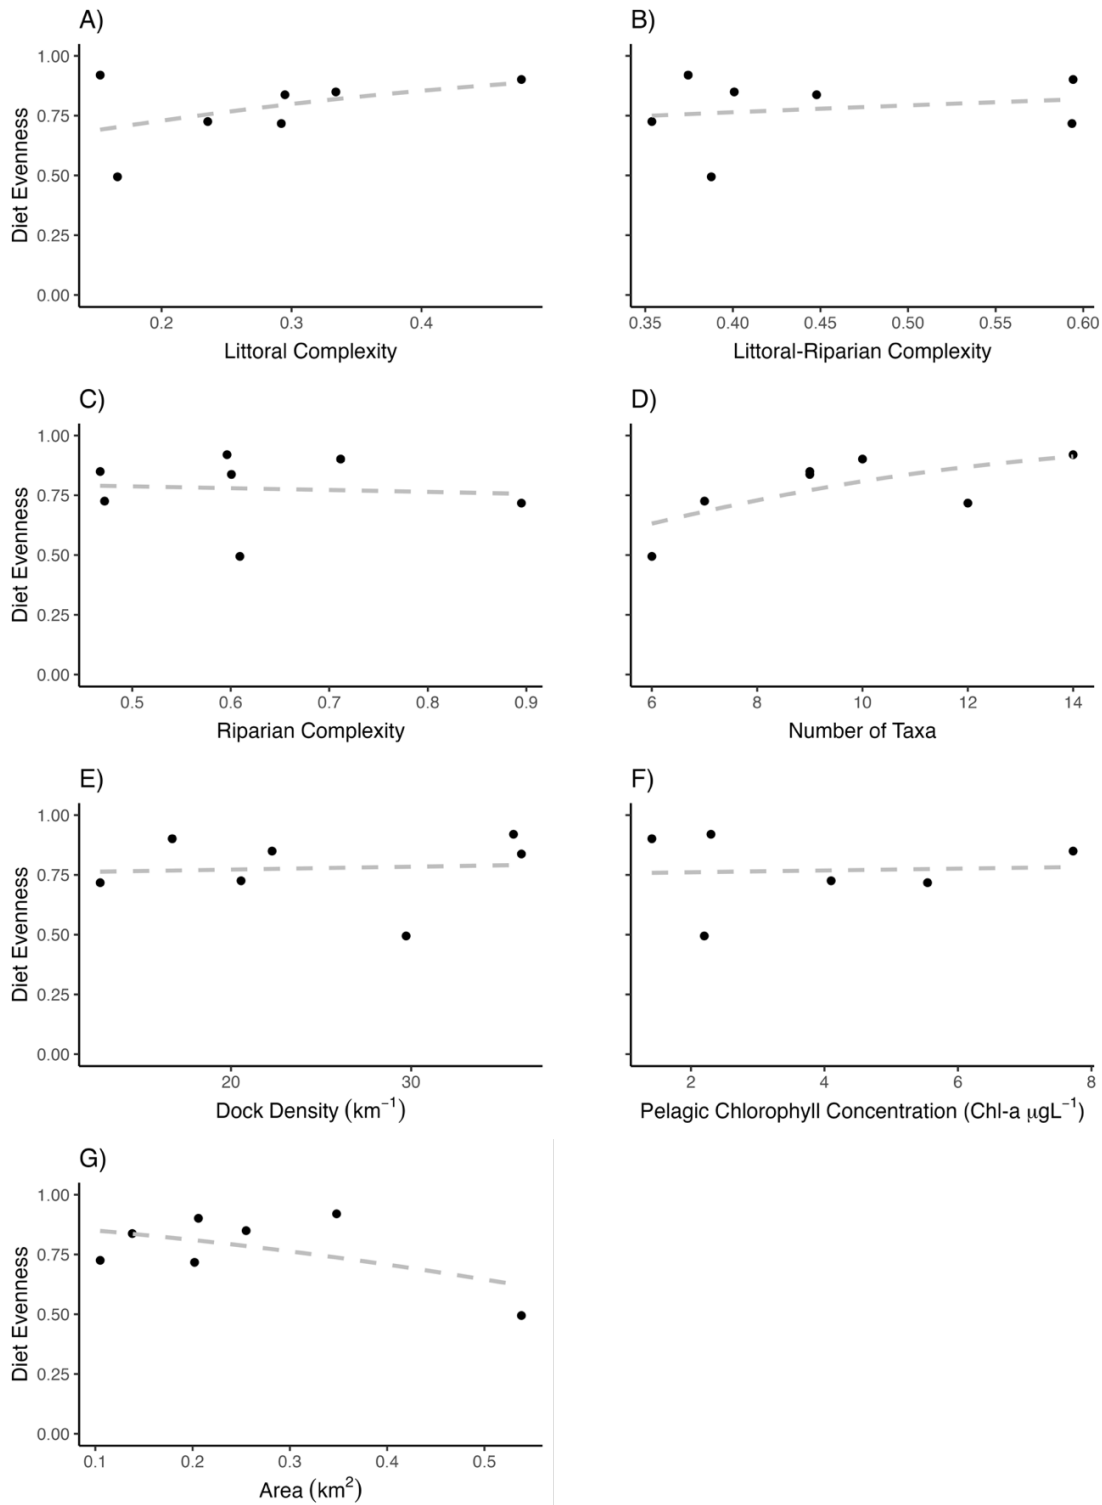 A)
B)
1.00
0.75
0.50
0.25
0.00
Diet Evenness
0.2 0.3 0.4
0.35 0.40 0.45 0.50 0.55 0.60
Littoral Complexity
Littoral-Riparian Complexity
C)
D)
1.00
0.75
0.50
0.25
0.00
Diet Evenness
0.5 0.6 0.7 0.8 0.9
6 8 10 12 14
Riparian Complexity
Number of Taxa
E)
F)
1.00
0.75
0.50
0.25
0.00
Diet Evenness
20 30
2 4 6 8
Dock Density (km⁻¹)
Pelagic Chlorophyll Concentration (Chl-a μgL⁻¹)
G)
1.00
0.75
0.50
0.25
0.00
Diet Evenness
0.1 0.2 0.3 0.4 0.5
Area (km²)